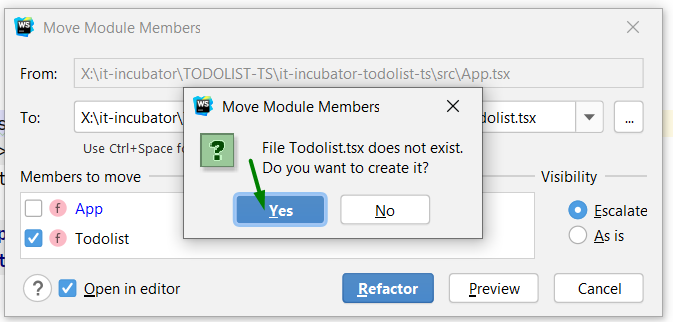 WS Move Module Members
From: X:\it-incubator\TODOLIST-TS\it-incubator-todolist-ts\src\App.tsx
To: X:\it-incubator\ dolist.tsx ...
Use Ctrl+Space fo
WS Move Module Members
File Todolist.tsx does not exist.
Do you want to create it?
Yes No
Members to move Visibility
f App Escalate
f Todolist As is
? Open in editor Refactor Preview Cancel